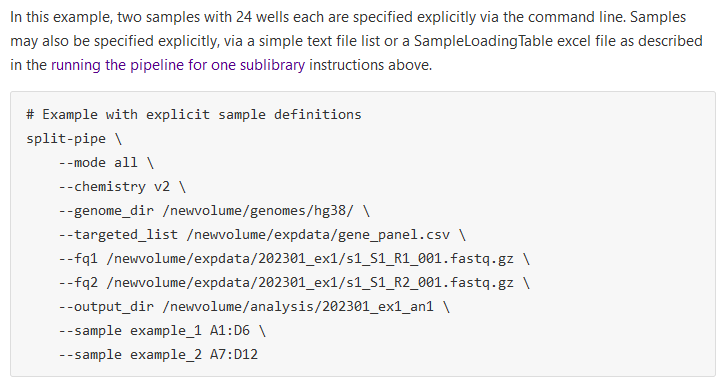 In this example, two samples with 24 wells each are specified explicitly via the command line. Samples
may also be specified explicitly, via a simple text file list or a SampleLoadingTable excel file as described
in the running the pipeline for one sublibrary instructions above.
# Example with explicit sample definitions
split-pipe \
    --mode all \
    --chemistry v2 \
    --genome_dir /newvolume/genomes/hg38/ \
    --targeted_list /newvolume/expdata/gene_panel.csv \
    --fq1 /newvolume/expdata/202301_ex1/s1_S1_R1_001.fastq.gz \
    --fq2 /newvolume/expdata/202301_ex1/s1_S1_R2_001.fastq.gz \
    --output_dir /newvolume/analysis/202301_ex1_an1 \
    --sample example_1 A1:D6 \
    --sample example_2 A7:D12